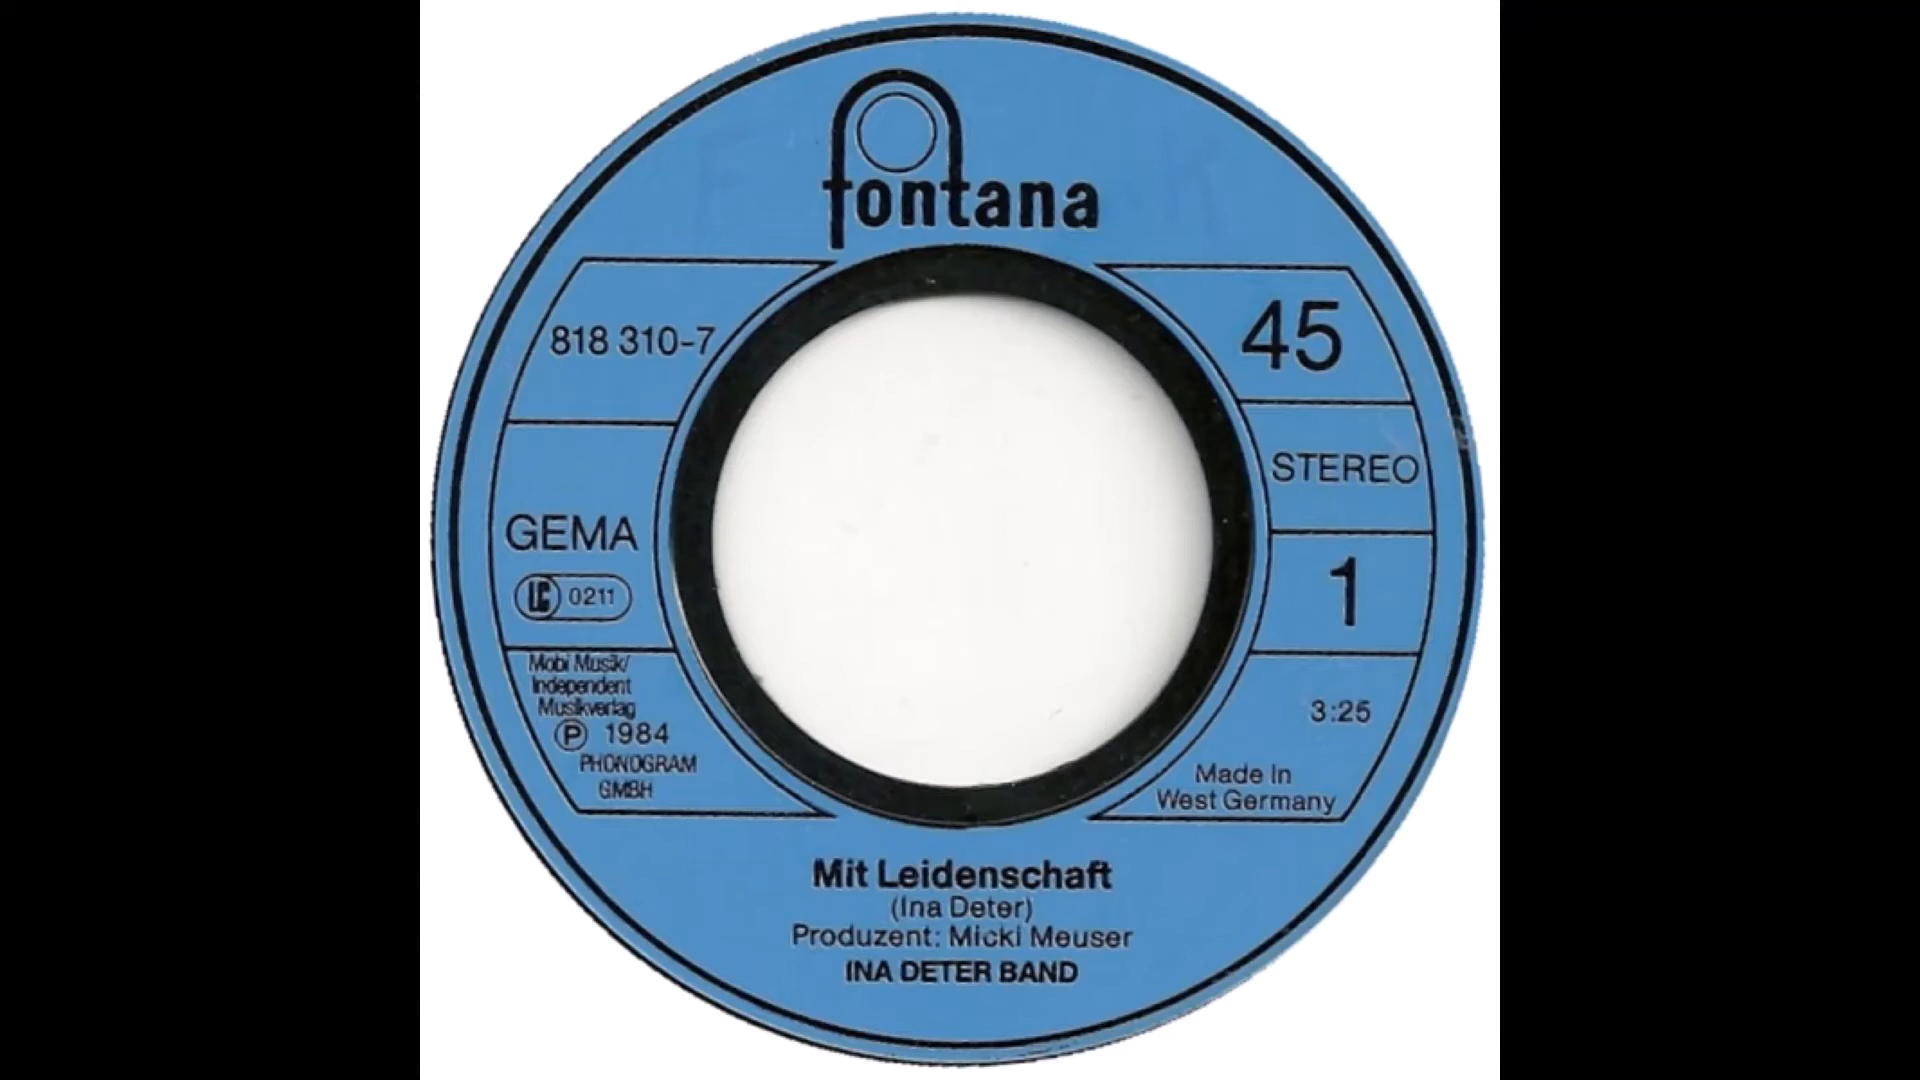 fontana
818 310-7
45
STEREO
GEMA
LC 0211
1
Mobi Musik/
Independent
Musikverlag
Ⓟ 1984
PHONOGRAM
GMBH
3:25
Made In
West Germany
Mit Leidenschaft
(Ina Deter)
Produzent: Micki Meuser
INA DETER BAND